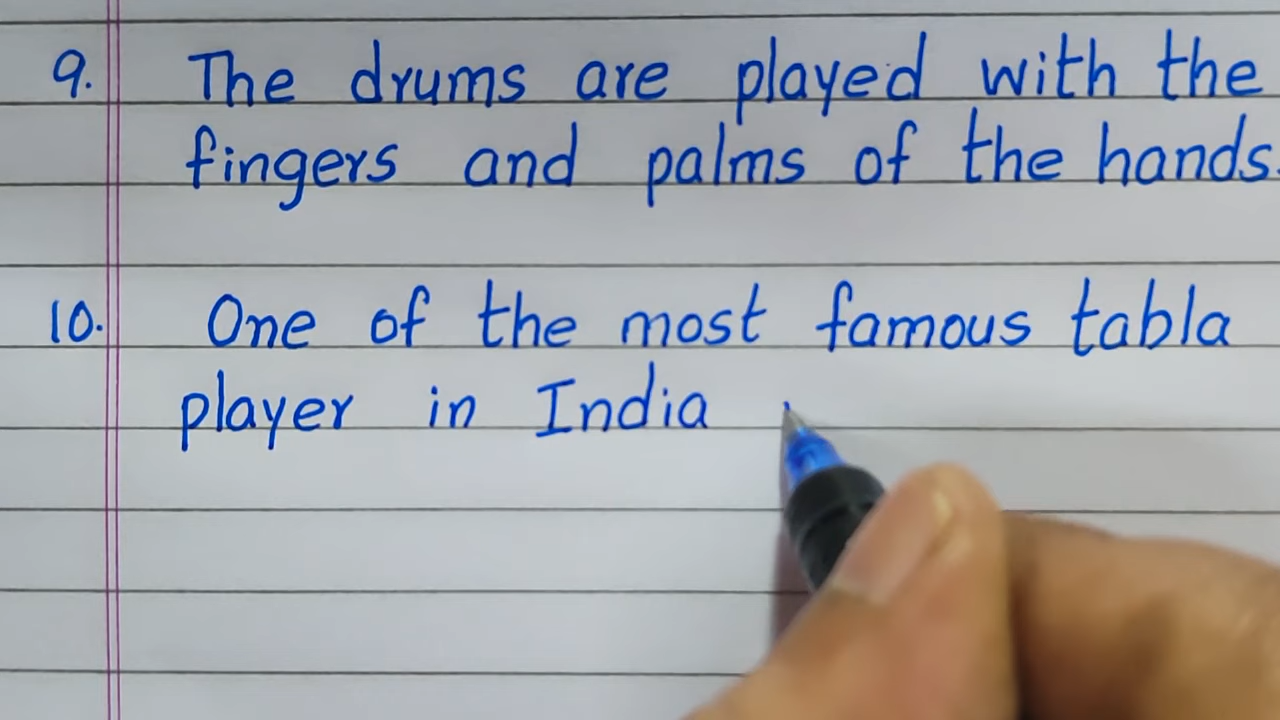 9. The drums are played with the
fingers and palms of the hands.
10. One of the most famous tabla
player in India